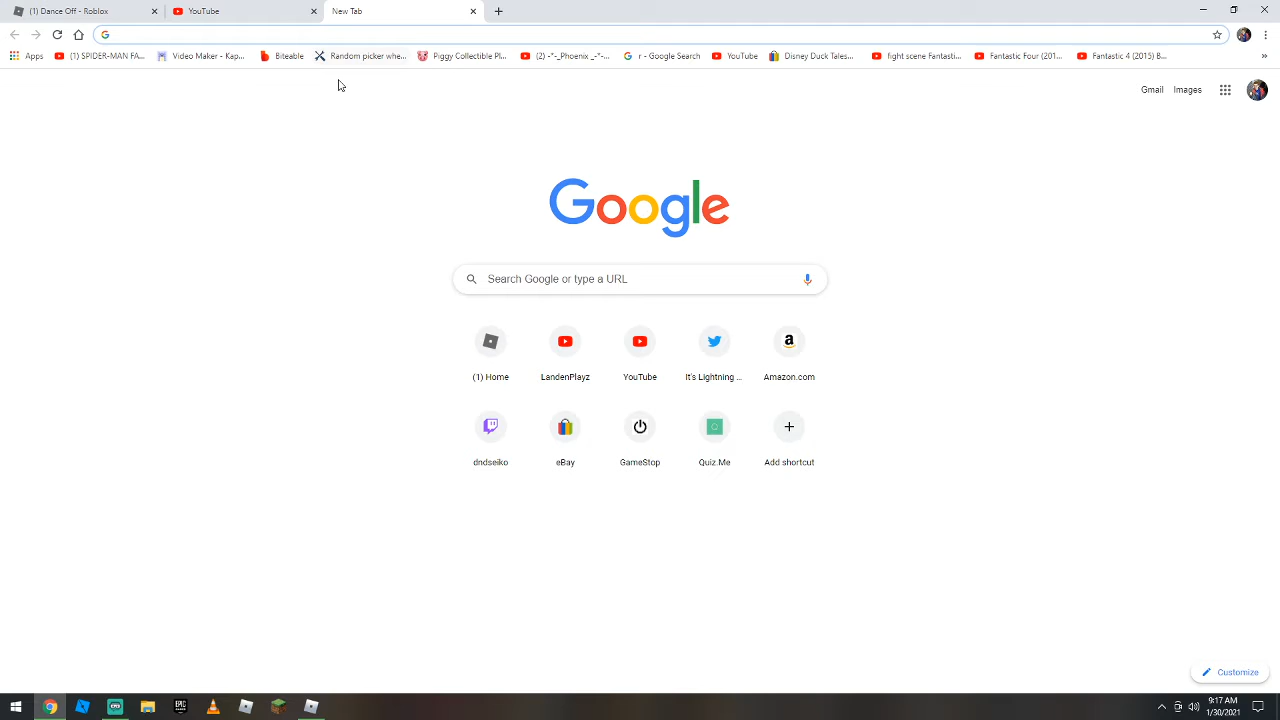 (1) Dance Off - Roblox
YouTube
New Tab
Apps
(1) SPIDER-MAN FA...
Video Maker - Kap...
Biteable
Random picker whe...
Piggy Collectible Pl...
(2) -*-_Phoenix _-*-...
r - Google Search
YouTube
Disney Duck Tales...
fight scene Fantasti...
Fantastic Four (201...
Fantastic 4 (2015) B...
Gmail
Images
Google
Search Google or type a URL
(1) Home
LandenPlayz
YouTube
It's Lightning ...
Amazon.com
dndseiko
eBay
GameStop
Quiz.Me
Add shortcut
Customize
EPIC
9:17 AM
1/30/2021